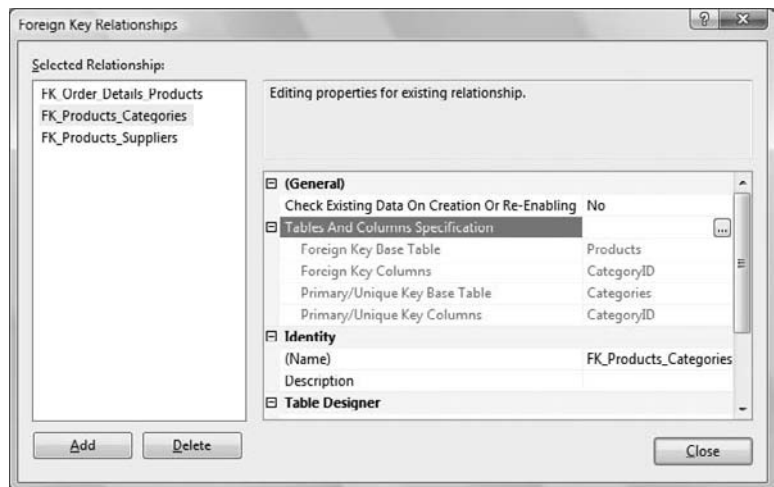 Foreign Key Relationships
Selected Relationship:
FK_Order_Details_Products
FK_Products_Categories
FK_Products_Suppliers
Editing properties for existing relationship.
(General)
Check Existing Data On Creation Or Re-Enabling No
Tables And Columns Specification ...
Foreign Key Base Table Products
Foreign Key Columns CategoryID
Primary/Unique Key Base Table Categories
Primary/Unique Key Columns CategoryID
Identity
(Name) FK_Products_Categories
Description
Table Designer
Add Delete Close